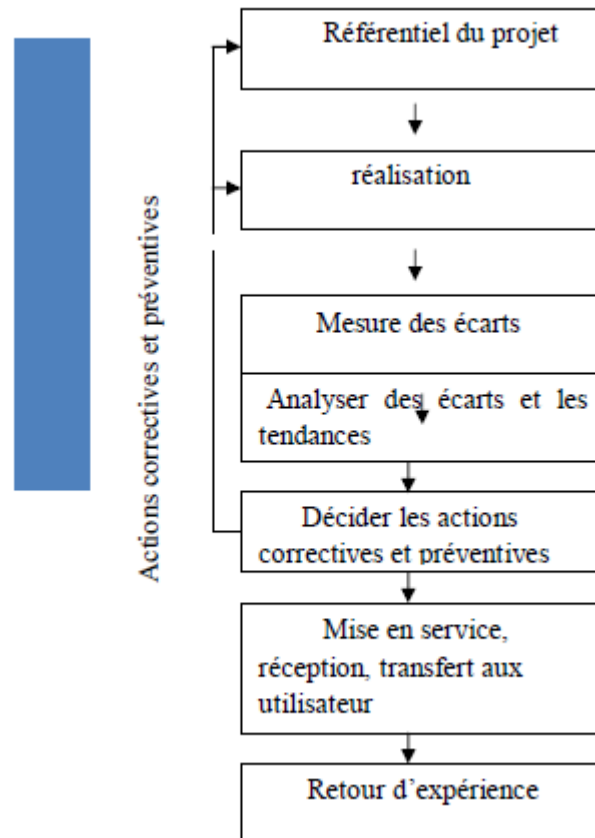 Référentiel du projet
réalisation
Actions correctives et préventives
Mesure des écarts
Analyser des écarts et les
tendances
Décider les actions
correctives et préventives
Mise en service,
réception, transfert aux
utilisateur
Retour d’expérience